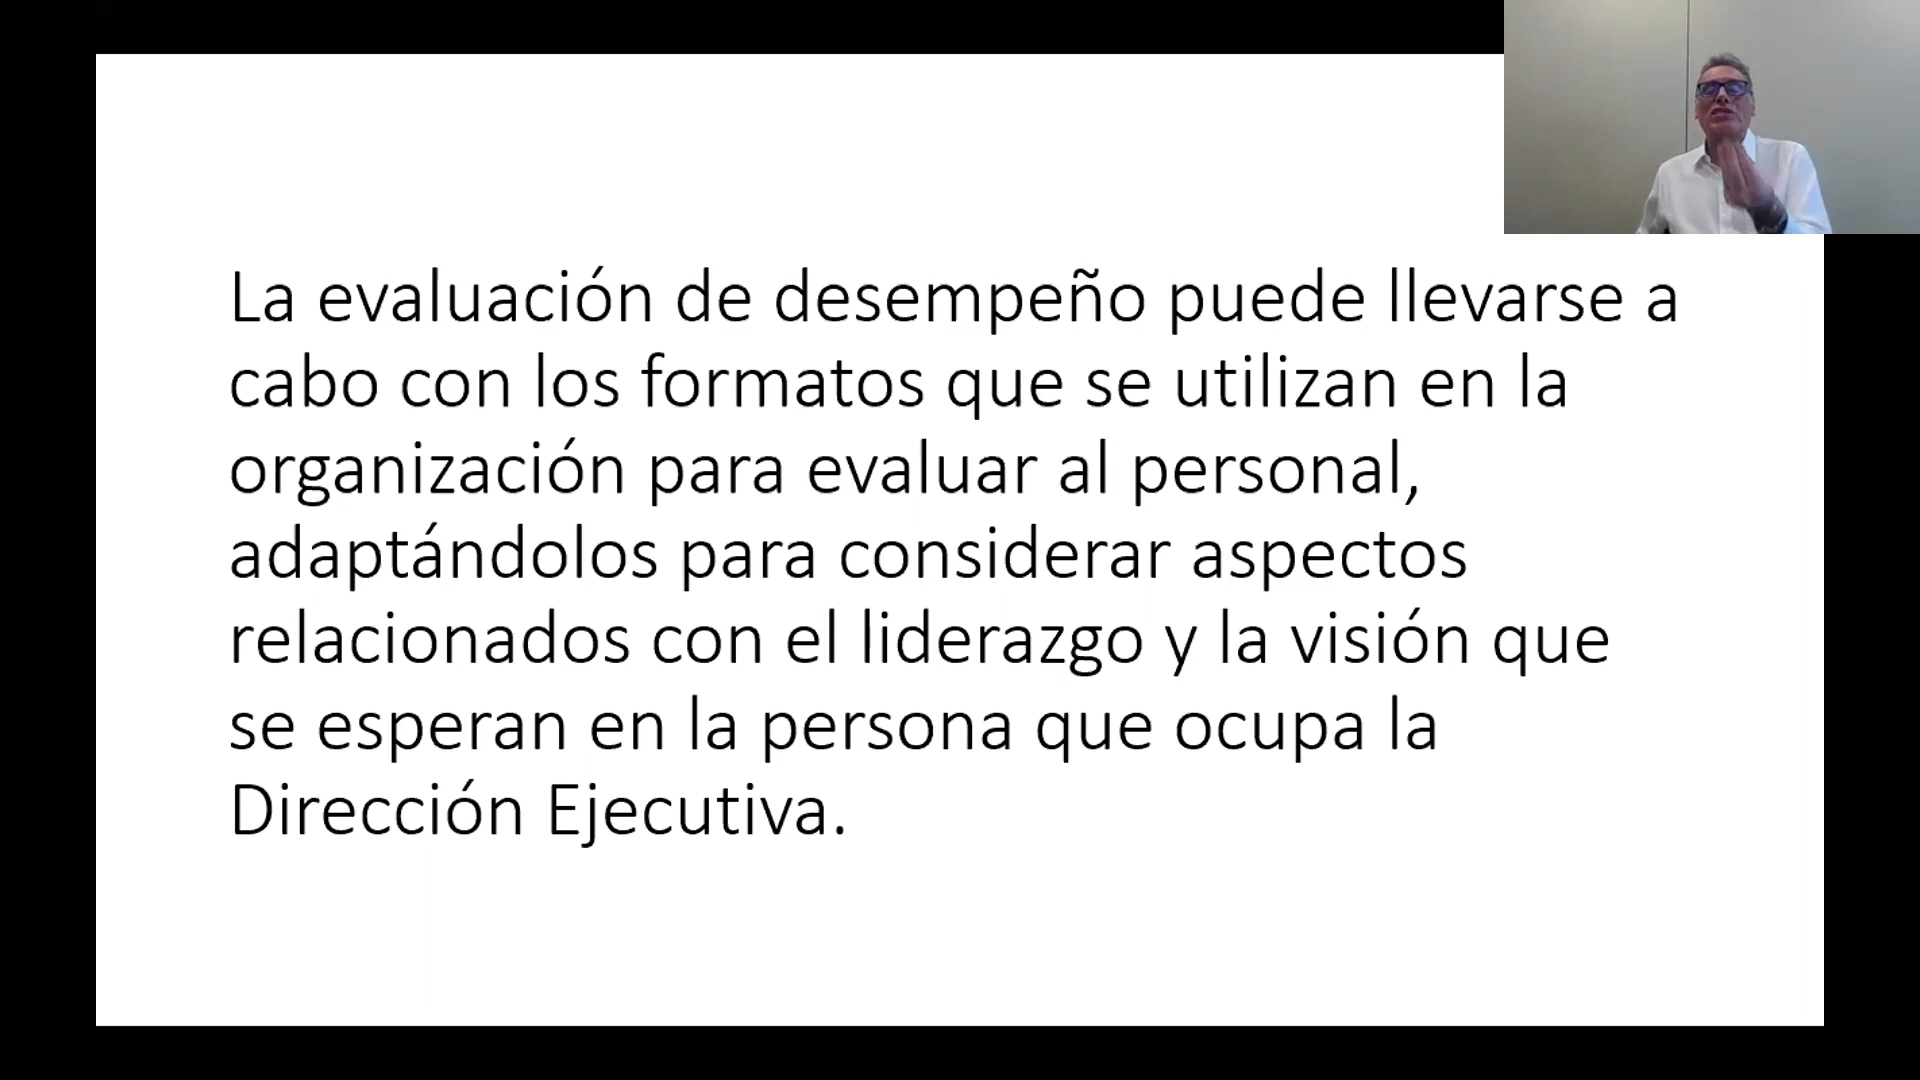 La evaluación de desempeño puede llevarse a
cabo con los formatos que se utilizan en la
organización para evaluar al personal,
adaptándolos para considerar aspectos
relacionados con el liderazgo y la visión que
se esperan en la persona que ocupa la
Dirección Ejecutiva.